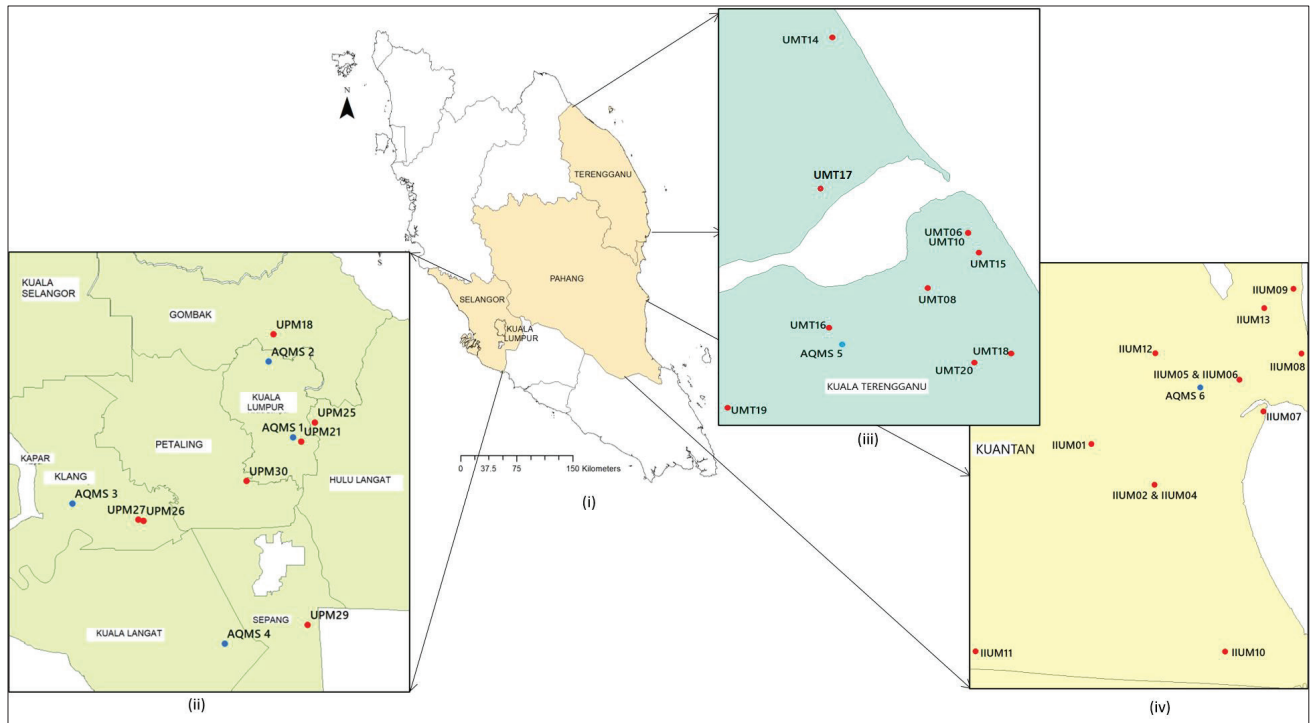 N
TERENGGANU
PAHANG
SELANGOR
KUALA
LUMPUR
0 37.5 75 150 Kilometers
(i)
S
KUALA
SELANGOR
GOMBAK
UPM18
AQMS 2
KUALA
LUMPUR
UPM25
AQMS 1
UPM21
PETALING
KAPAR
KLANG
UPM30
HULU LANGAT
AQMS 3
UPM27
UPM26
SEPANG
UPM29
KUALA LANGAT
AQMS 4
(ii)
UMT14
UMT17
UMT06
UMT10
UMT15
UMT08
UMT16
AQMS 5
UMT18
UMT20
KUALA TERENGGANU
UMT19
(iii)
IIUM09
IIUM13
IIUM12
IIUM08
IIUM05 & IIUM06
AQMS 6
IIUM07
KUANTAN
IIUM01
IIUM02 & IIUM04
IIUM11
IIUM10
(iv)